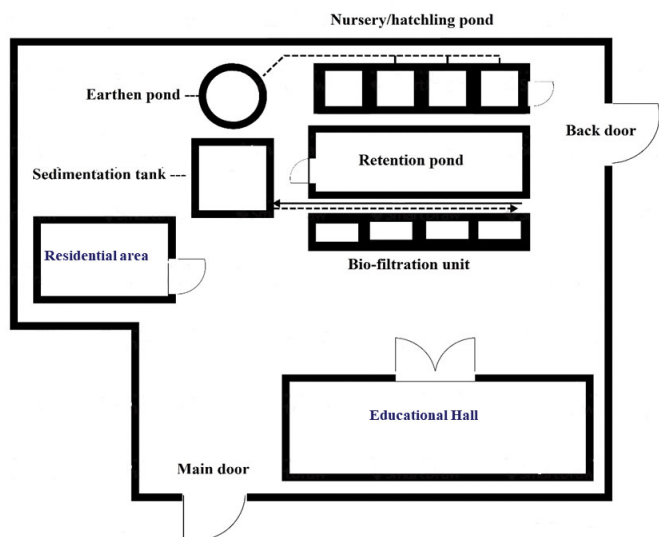 Nursery/hatchling pond
Earthen pond
Back door
Retention pond
Sedimentation tank
Residential area
Bio-filtration unit
Educational Hall
Main door